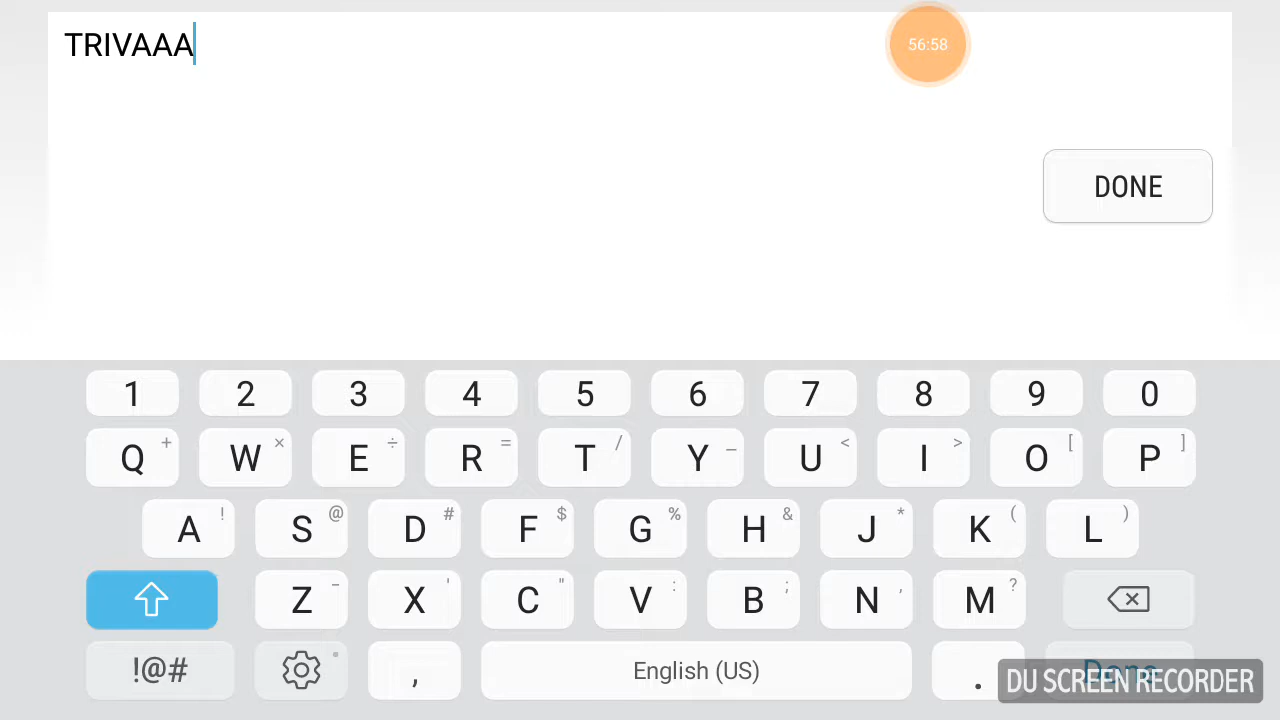 TRIVAAA
56:58
DONE
1 2 3 4 5 6 7 8 9 0
Q + W × E ÷ R = T / Y _ U < I > O [ P ]
A ! S @ D # F $ G % H & J * K ( L )
Z - X ' C " V : B ; N , M ?
!@# , English (US) . Done
DU SCREEN RECORDER